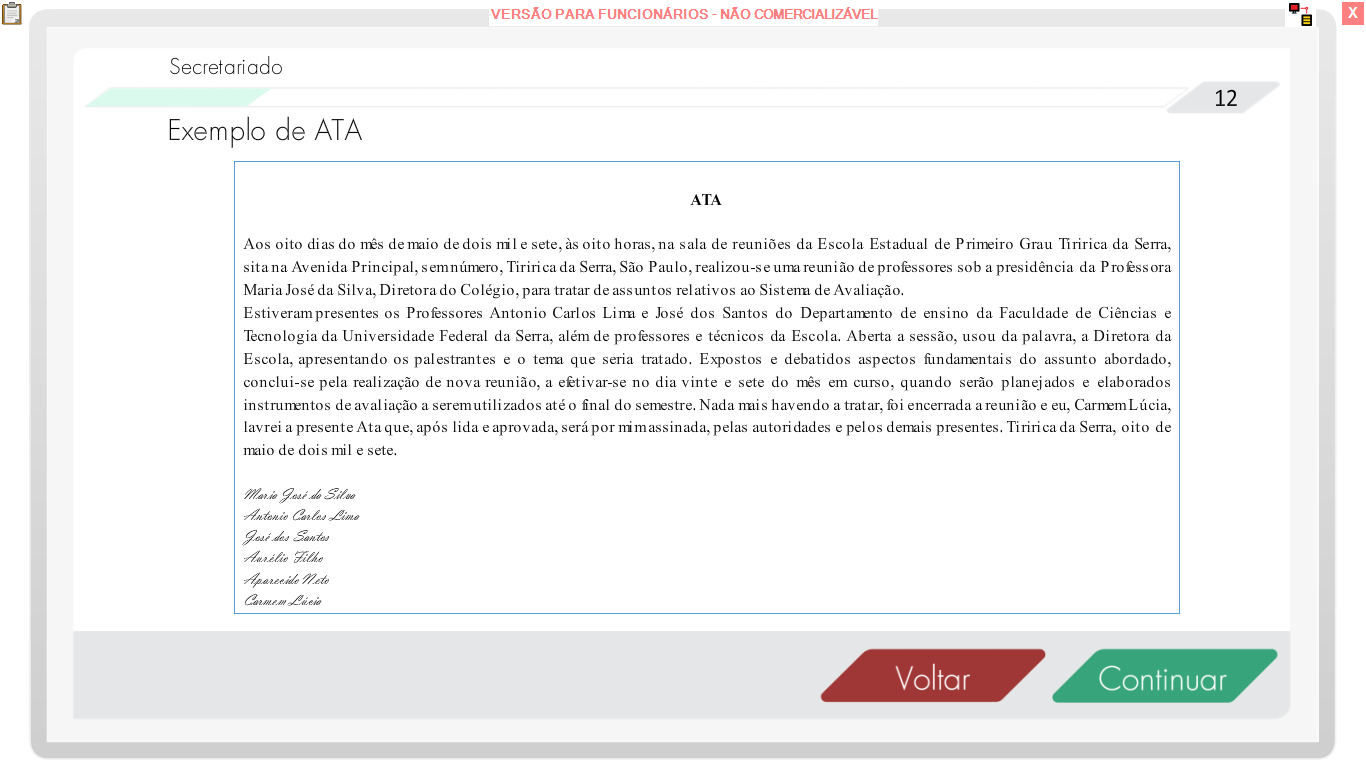 VERSÃO PARA FUNCIONÁRIOS - NÃO COMERCIALIZÁVEL
X
Secretariado
12
Exemplo de ATA
ATA
Aos oito dias do mês de maio de dois mil e sete, às oito horas, na sala de reuniões da Escola Estadual de Primeiro Grau Tiririca da Serra,
sita na Avenida Principal, sem número, Tiririca da Serra, São Paulo, realizou-se uma reunião de professores sob a presidência da Professora
Maria José da Silva, Diretora do Colégio, para tratar de assuntos relativos ao Sistema de Avaliação.
Estiveram presentes os Professores Antonio Carlos Lima e José dos Santos do Departamento de ensino da Faculdade de Ciências e
Tecnologia da Universidade Federal da Serra, além de professores e técnicos da Escola. Aberta a sessão, usou da palavra, a Diretora da
Escola, apresentando os palestrantes e o tema que seria tratado. Expostos e debatidos aspectos fundamentais do assunto abordado,
conclui-se pela realização de nova reunião, a efetivar-se no dia vinte e sete do mês em curso, quando serão planejados e elaborados
instrumentos de avaliação a serem utilizados até o final do semestre. Nada mais havendo a tratar, foi encerrada a reunião e eu, Carmem Lúcia,
lavrei a presente Ata que, após lida e aprovada, será por mim assinada, pelas autoridades e pelos demais presentes. Tiririca da Serra, oito de
maio de dois mil e sete.
Maria José da Silva
Antonio Carlos Lima
José dos Santos
Aurélio Filho
Aparecido Neto
Carmem Lúcia
Voltar
Continuar